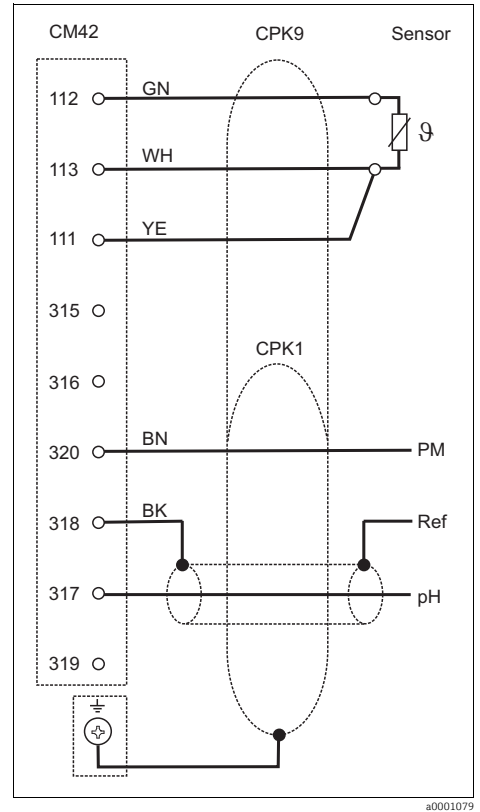 CM42 CPK9 Sensor
112 GN
ϑ
113 WH
111 YE
315
CPK1
316
320 BN PM
318 BK Ref
317 pH
319
a0001079